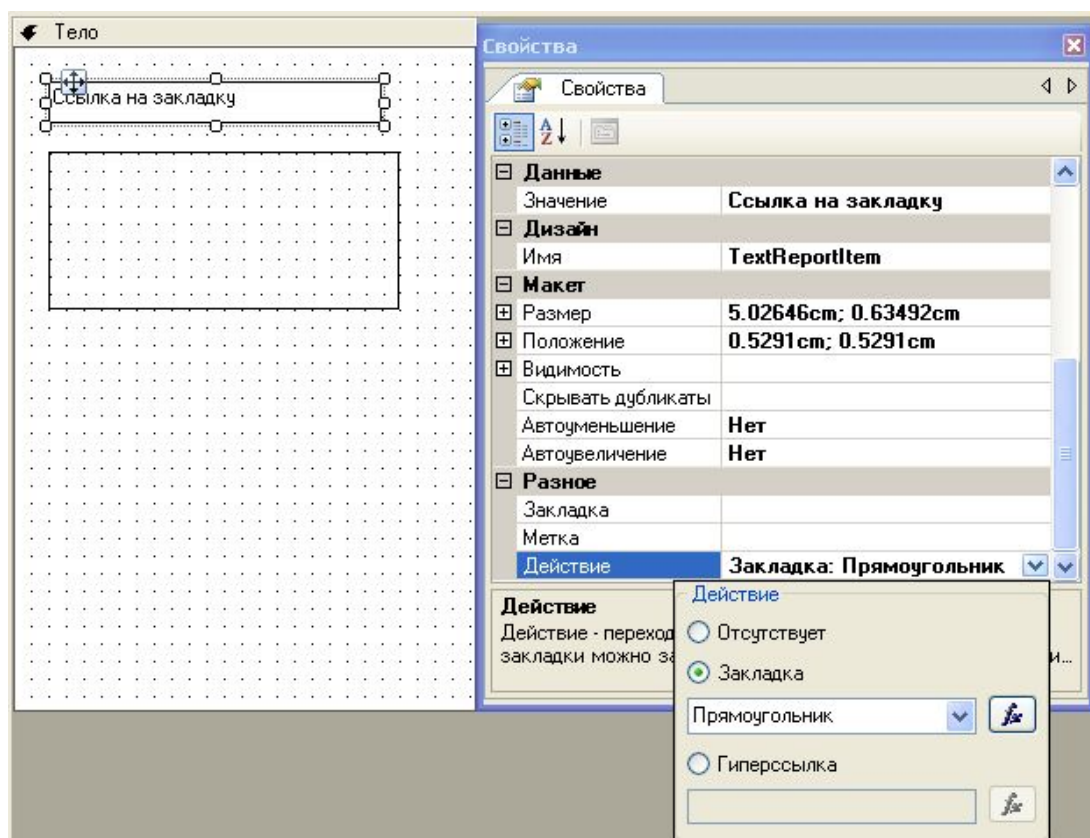 Тело
Ссылка на закладку
Свойства
Свойства
Данные
Значение Ссылка на закладку
Дизайн
Имя TextReportItem
Макет
Размер 5.02646cm; 0.63492cm
Положение 0.5291cm; 0.5291cm
Видимость
Скрывать дубликаты
Автоуменьшение Нет
Автоувеличение Нет
Разное
Закладка
Метка
Действие Закладка: Прямоугольник
Действие
Действие - переход
закладки можно за и...
Действие
Отсутствует
Закладка
Прямоугольник
Гиперссылка